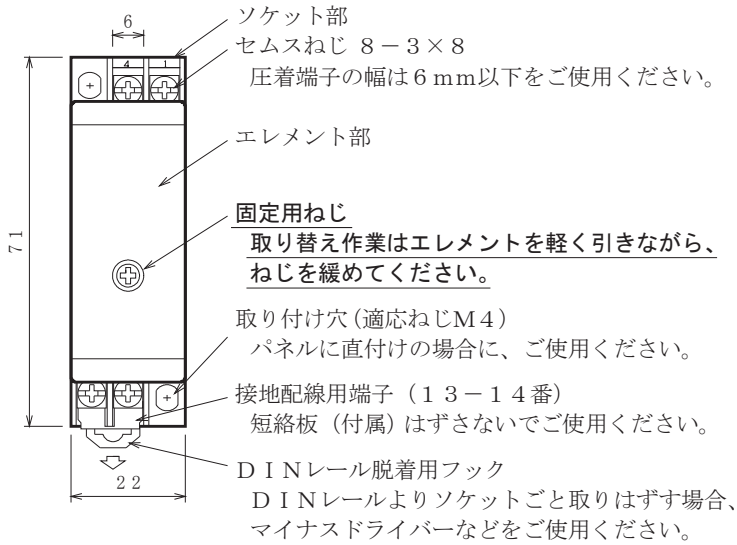 6
ソケット部
セムスねじ ８－３×８
圧着端子の幅は６ｍｍ以下をご使用ください。
4 1
エレメント部
71
固定用ねじ
取り替え作業はエレメントを軽く引きながら、
ねじを緩めてください。
取り付け穴(適応ねじＭ４)
パネルに直付けの場合に、ご使用ください。
接地配線用端子（１３－１４番）
短絡板（付属）はずさないでご使用ください。
22
ＤＩＮレール脱着用フック
ＤＩＮレールよりソケットごと取りはずす場合、
マイナスドライバーなどをご使用ください。